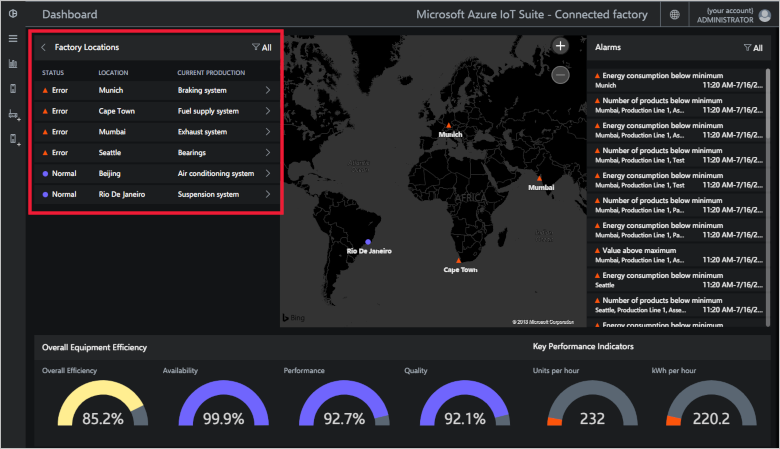 Dashboard
Microsoft Azure IoT Suite - Connected factory
(your account)
ADMINISTRATOR
Factory Locations
All
STATUS LOCATION CURRENT PRODUCTION
Error Munich Braking system
Error Cape Town Fuel supply system
Error Mumbai Exhaust system
Error Seattle Bearings
Normal Beijing Air conditioning system
Normal Rio De Janeiro Suspension system
Munich
Mumbai
AFRICA
Rio De Janeiro
Cape Town
Bing
© 2018 Microsoft Corporation
Alarms
All
Energy consumption below minimum
Munich 11:20 AM-7/16/2...
Number of products below minimum
Mumbai, Production Line 1, As... 11:20 AM-7/16/2...
Energy consumption below minimum
Mumbai, Production Line 1, As... 11:20 AM-7/16/2...
Number of products below minimum
Mumbai, Production Line 1, Test 11:20 AM-7/16/2...
Energy consumption below minimum
Mumbai, Production Line 1, Test 11:20 AM-7/16/2...
Number of products below minimum
Mumbai, Production Line 1, Pa... 11:20 AM-7/16/2...
Energy consumption below minimum
Mumbai, Production Line 1, Pa... 11:20 AM-7/16/2...
Value above maximum
Mumbai, Production Line 1, As... 11:20 AM-7/16/2...
Energy consumption below minimum
Seattle 11:20 AM-7/16/2...
Number of products below minimum
Seattle, Production Line 1, Asse... 11:20 AM-7/16/2...
Energy consumption below minimum
Overall Equipment Efficiency
Key Performance Indicators
Overall Efficiency
Availability
Performance
Quality
Units per hour
kWh per hour
85.2%
99.9%
92.7%
92.1%
232
220.2